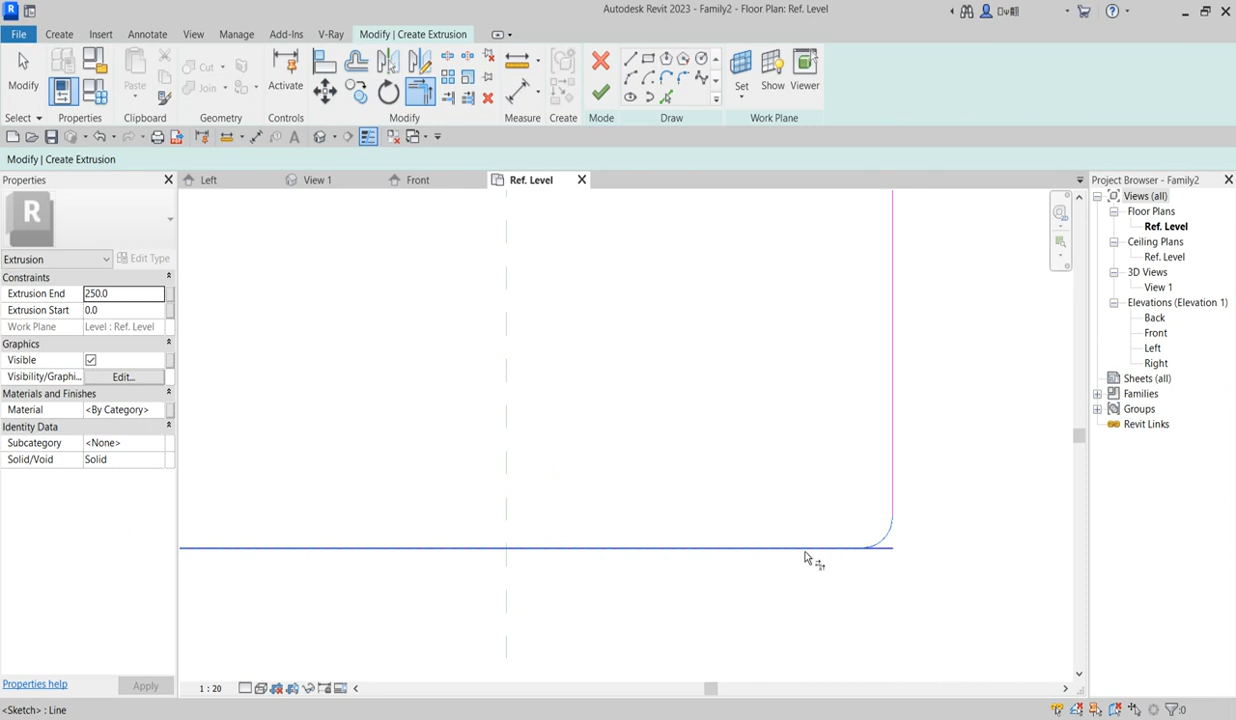 Autodesk Revit 2023 - Family2 - Floor Plan: Ref. Level
File Create Insert Annotate View Manage Add-Ins V-Ray Modify | Create Extrusion
Modify
Paste
Cut
Join
Activate
Set Show Viewer
Select Properties Clipboard Geometry Controls Modify Measure Create Mode Draw Work Plane
Modify | Create Extrusion
Properties
Left View 1 Front Ref. Level
Project Browser - Family2
R
Extrusion
Edit Type
Constraints
Extrusion End 250.0
Extrusion Start 0.0
Work Plane Level : Ref. Level
Graphics
Visible
Visibility/Graphi... Edit...
Materials and Finishes
Material <By Category>
Identity Data
Subcategory <None>
Solid/Void Solid
Views (all)
Floor Plans
Ref. Level
Ceiling Plans
Ref. Level
3D Views
View 1
Elevations (Elevation 1)
Back
Front
Left
Right
Sheets (all)
Families
Groups
Revit Links
Properties help Apply
1 : 20
<Sketch> : Line
:0